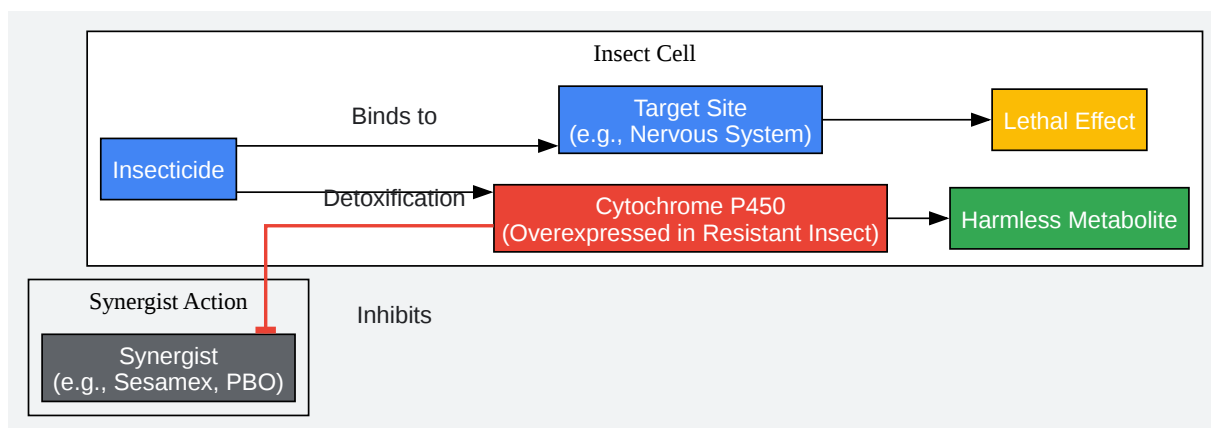 Insect Cell
Binds to
Target Site
(e.g., Nervous System)
Lethal Effect
Insecticide
Detoxification
Cytochrome P450
(Overexpressed in Resistant Insect)
Harmless Metabolite
Synergist Action
Inhibits
Synergist
(e.g., Sesamex, PBO)